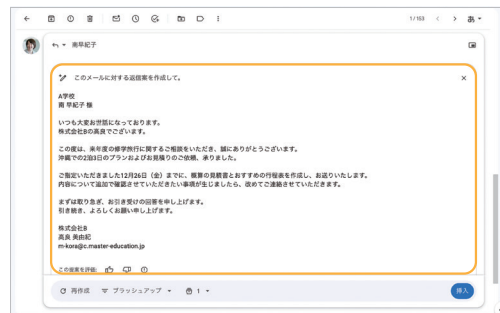 1 / 153
あ
南早紀子
このメールに対する返信案を作成して。
A学校
南 早紀子 様
いつも大変お世話になっております。
株式会社Bの高良でございます。
この度は、来年度の修学旅行に関するご相談をいただき、誠にありがとうございます。
沖縄での2泊3日のプランおよびお見積りのご依頼、承りました。
ご指定いただきました12月26日（金）までに、概算の見積書とおすすめの行程表を作成し、お送りいたします。
内容について追加で確認させていただきたい事項が生じましたら、改めてご連絡させていただきます。
まずは取り急ぎ、お引き受けの回答を申し上げます。
引き続き、よろしくお願い申し上げます。
株式会社B
高良 美由紀
m-kora@c.master-education.jp
この提案を評価:
再作成 ブラッシュアップ 1 挿入